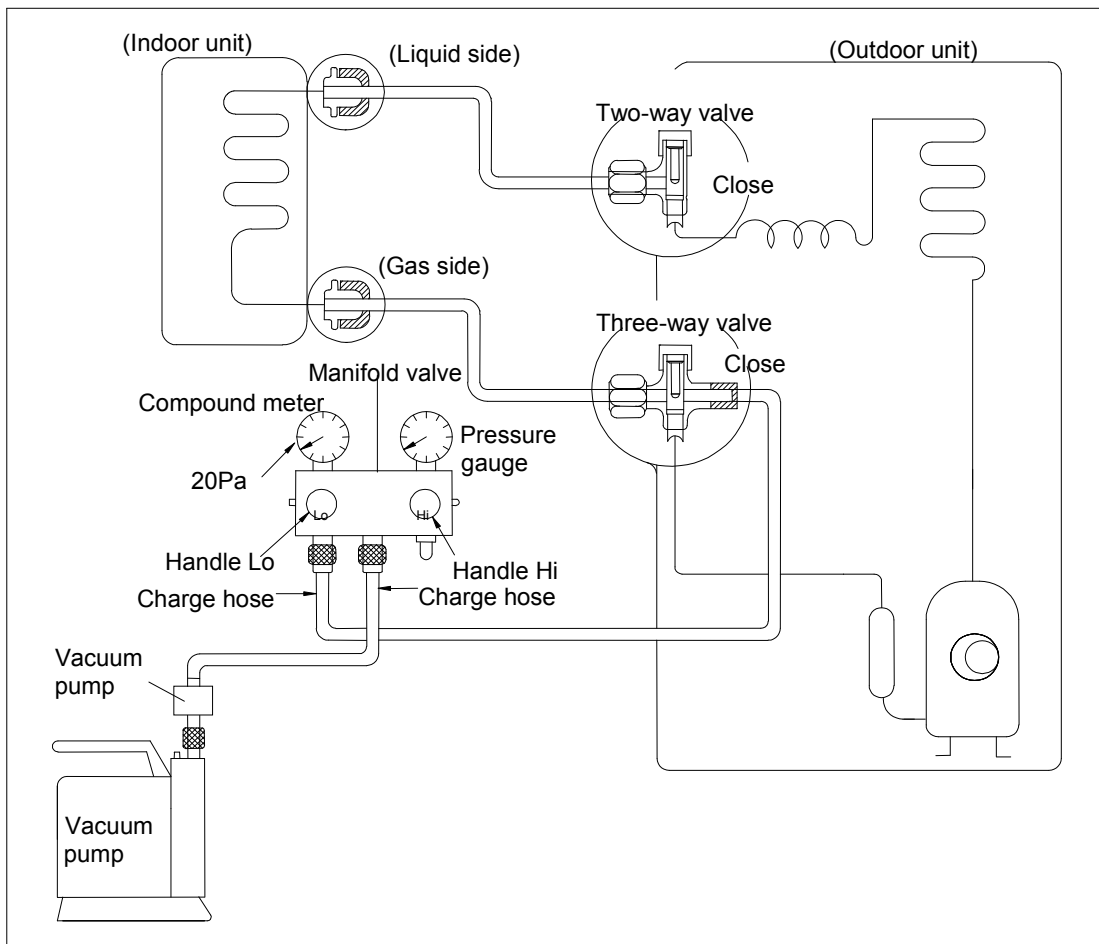 (Indoor unit)
(Liquid side)
(Outdoor unit)
Two-way valve
Close
(Gas side)
Three-way valve
Close
Manifold valve
Compound meter
Pressure
gauge
20Pa
Lo
Hi
Handle Lo
Handle Hi
Charge hose
Charge hose
Vacuum
pump
Vacuum
pump